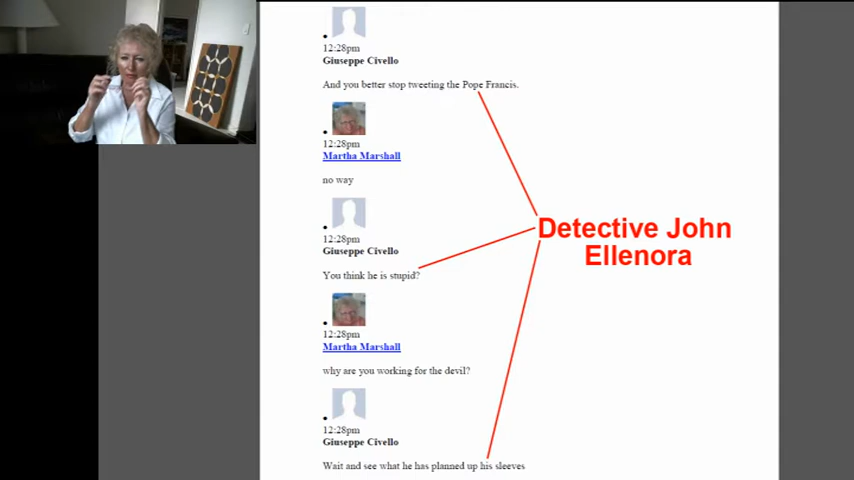 12:28pm
Giuseppe Civello
And you better stop tweeting the Pope Francis.
12:28pm
Martha Marshall
no way
12:28pm
Giuseppe Civello
You think he is stupid?
Detective John
Ellenora
12:28pm
Martha Marshall
why are you working for the devil?
12:28pm
Giuseppe Civello
Wait and see what he has planned up his sleeves